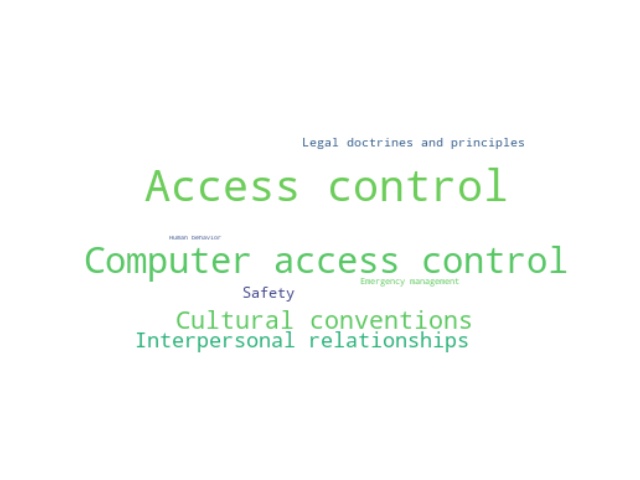 Legal doctrines and principles
Access control
Human behavior
Computer access control
Emergency management
Safety
Cultural conventions
Interpersonal relationships